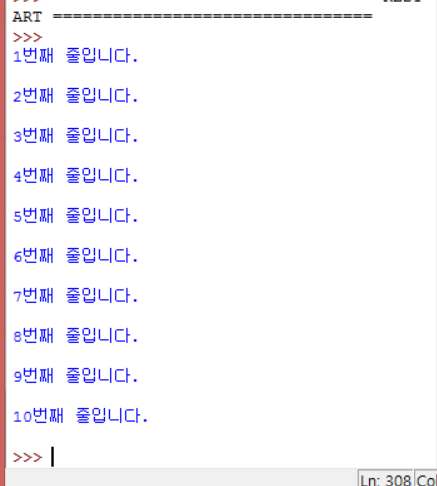 ART ================================
>>>
1번째 줄입니다.
2번째 줄입니다.
3번째 줄입니다.
4번째 줄입니다.
5번째 줄입니다.
6번째 줄입니다.
7번째 줄입니다.
8번째 줄입니다.
9번째 줄입니다.
10번째 줄입니다.
>>>
Ln: 308 Co